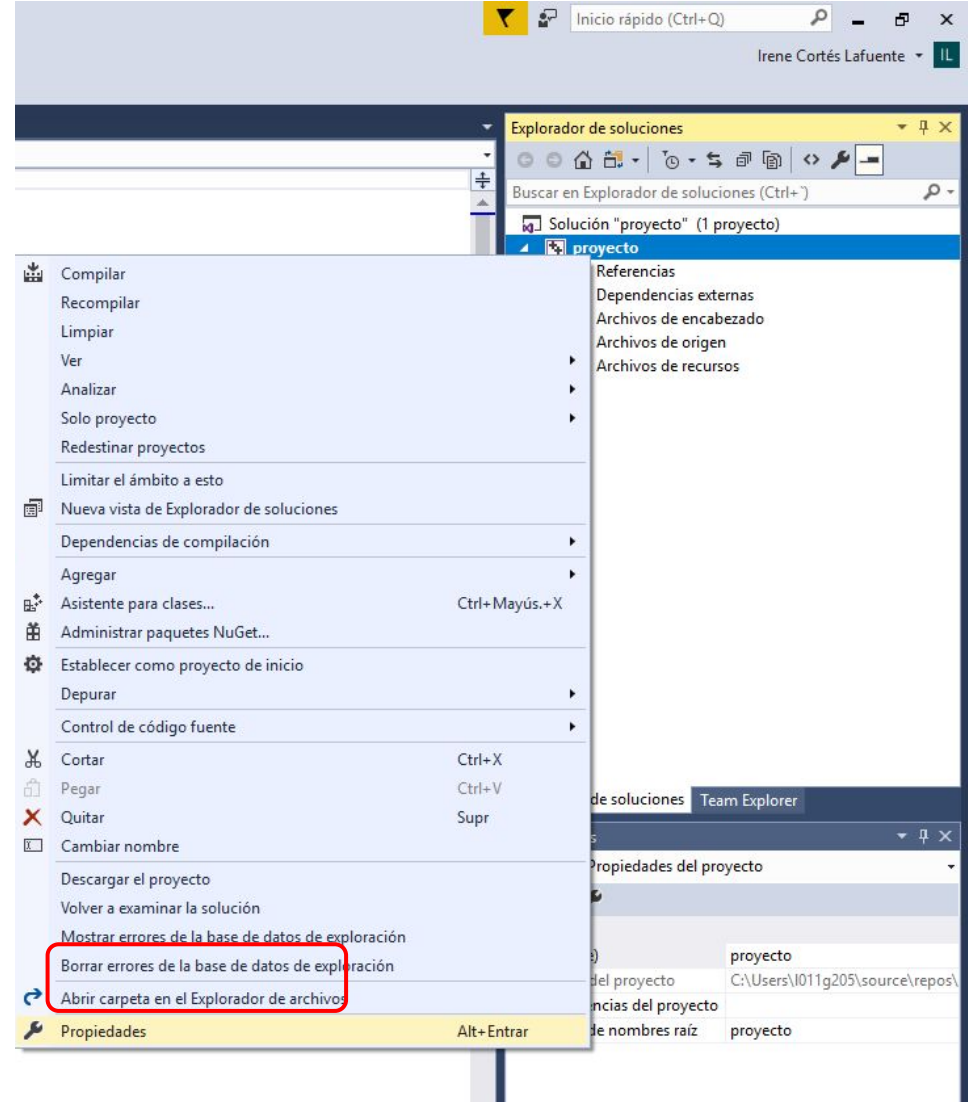 Inicio rápido (Ctrl+Q)
Irene Cortés Lafuente IL
Explorador de soluciones
Buscar en Explorador de soluciones (Ctrl+`)
Solución "proyecto" (1 proyecto)
proyecto
Referencias
Dependencias externas
Archivos de encabezado
Archivos de origen
Archivos de recursos
Compilar
Recompilar
Limpiar
Ver
Analizar
Solo proyecto
Redestinar proyectos
Limitar el ámbito a esto
Nueva vista de Explorador de soluciones
Dependencias de compilación
Agregar
Asistente para clases... Ctrl+Mayús.+X
Administrar paquetes NuGet...
Establecer como proyecto de inicio
Depurar
Control de código fuente
Cortar Ctrl+X
Pegar Ctrl+V
Quitar Supr
Cambiar nombre
Descargar el proyecto
Volver a examinar la solución
Mostrar errores de la base de datos de exploración
Borrar errores de la base de datos de exploración
Abrir carpeta en el Explorador de archivos
Propiedades Alt+Entrar
de soluciones Team Explorer
Propiedades del proyecto
proyecto
del proyecto C:\Users\I011g205\source\repos\
ncias del proyecto
de nombres raíz proyecto